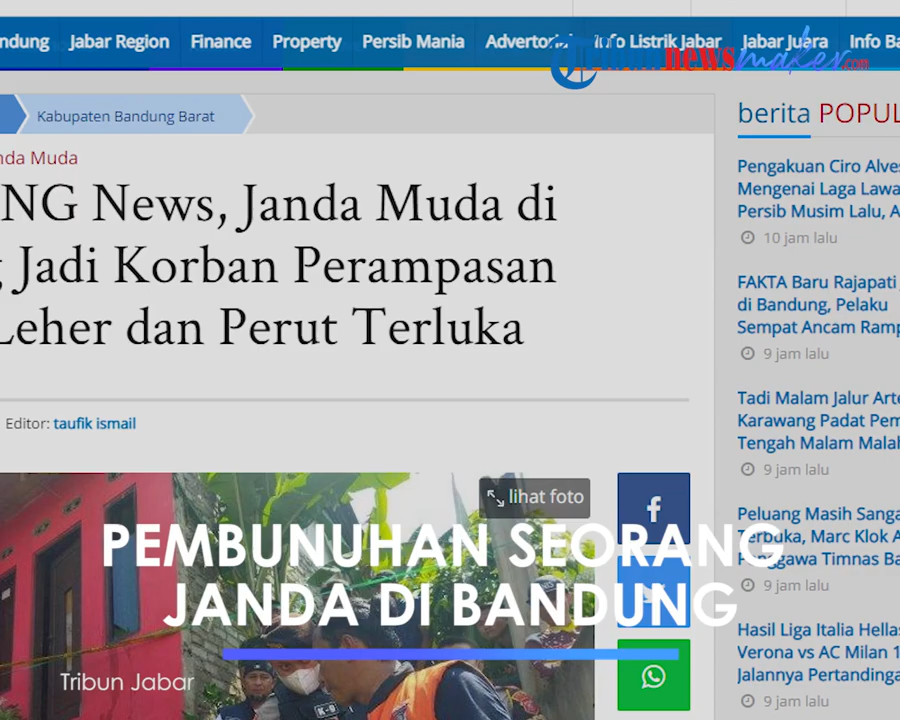 ndung Jabar Region Finance Property Persib Mania Advertorial Info Listrik Jabar Jabar Juara Info Ba
Tribunnewsmaker.com
Kabupaten Bandung Barat
nda Muda
NG News, Janda Muda di
g Jadi Korban Perampasan
Leher dan Perut Terluka
Editor: taufik ismail
lihat foto
PEMBUNUHAN SEORANG
JANDA DI BANDUNG
Tribun Jabar
berita POPUL
Pengakuan Ciro Alves
Mengenai Laga Lawa
Persib Musim Lalu, A
10 jam lalu
FAKTA Baru Rajapati
di Bandung, Pelaku
Sempat Ancam Ramp
9 jam lalu
Tadi Malam Jalur Arte
Karawang Padat Pem
Tengah Malam Malah
9 jam lalu
Peluang Masih Sanga
Terbuka, Marc Klok A
Penggawa Timnas Ba
9 jam lalu
Hasil Liga Italia Hellas
Verona vs AC Milan 1
Jalannya Pertandinga
9 jam lalu